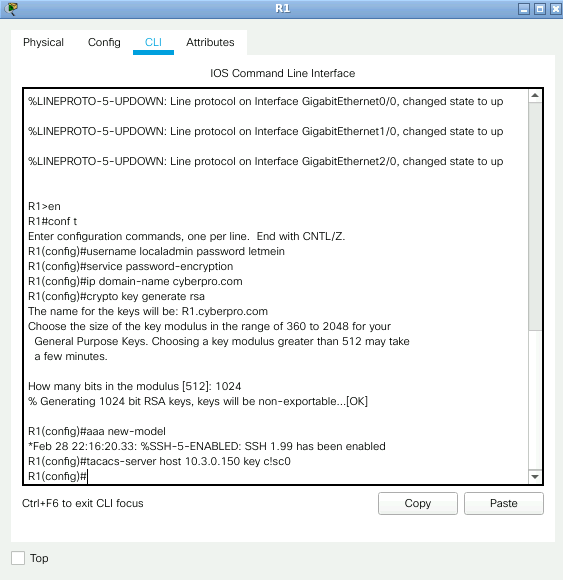 R1
Physical Config CLI Attributes
IOS Command Line Interface
%LINEPROTO-5-UPDOWN: Line protocol on Interface GigabitEthernet0/0, changed state to up
%LINEPROTO-5-UPDOWN: Line protocol on Interface GigabitEthernet1/0, changed state to up
%LINEPROTO-5-UPDOWN: Line protocol on Interface GigabitEthernet2/0, changed state to up
R1>en
R1#conf t
Enter configuration commands, one per line.  End with CNTL/Z.
R1(config)#username localadmin password letmein
R1(config)#service password-encryption
R1(config)#ip domain-name cyberpro.com
R1(config)#crypto key generate rsa
The name for the keys will be: R1.cyberpro.com
Choose the size of the key modulus in the range of 360 to 2048 for your
General Purpose Keys. Choosing a key modulus greater than 512 may take
a few minutes.
How many bits in the modulus [512]: 1024
% Generating 1024 bit RSA keys, keys will be non-exportable...[OK]
R1(config)#aaa new-model
*Feb 28 22:16:20.33: %SSH-5-ENABLED: SSH 1.99 has been enabled
R1(config)#tacacs-server host 10.3.0.150 key c!sc0
R1(config)#
Ctrl+F6 to exit CLI focus
Copy Paste
Top